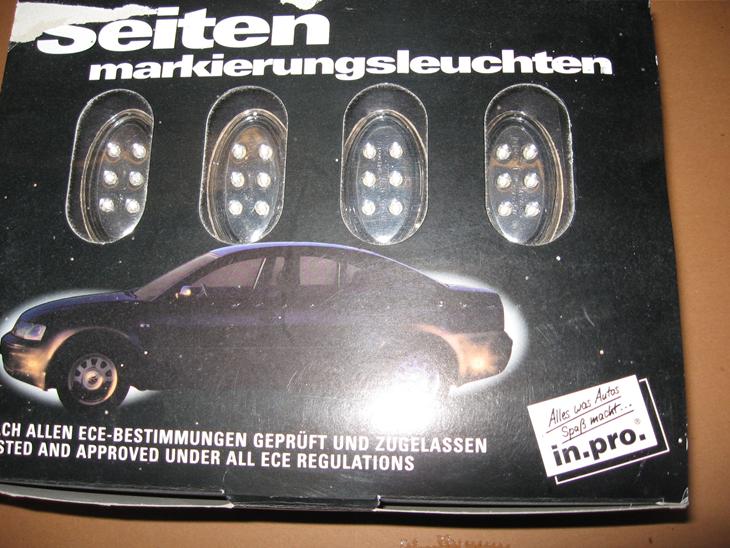 Seiten
markierungsleuchten
ACH ALLEN ECE-BESTIMMUNGEN GEPRÜFT UND ZUGELASSEN
STED AND APPROVED UNDER ALL ECE REGULATIONS
Alles was Autos
Spaß macht...
in.pro.®